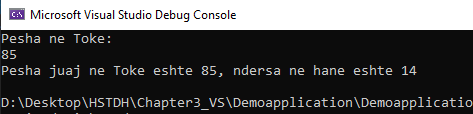 Microsoft Visual Studio Debug Console
Pesha ne Toke:
85
Pesha juaj ne Toke eshte 85, ndersa ne hane eshte 14
D:\Desktop\HSTDH\Chapter3_VS\Demoapplication\Demoapplicatio